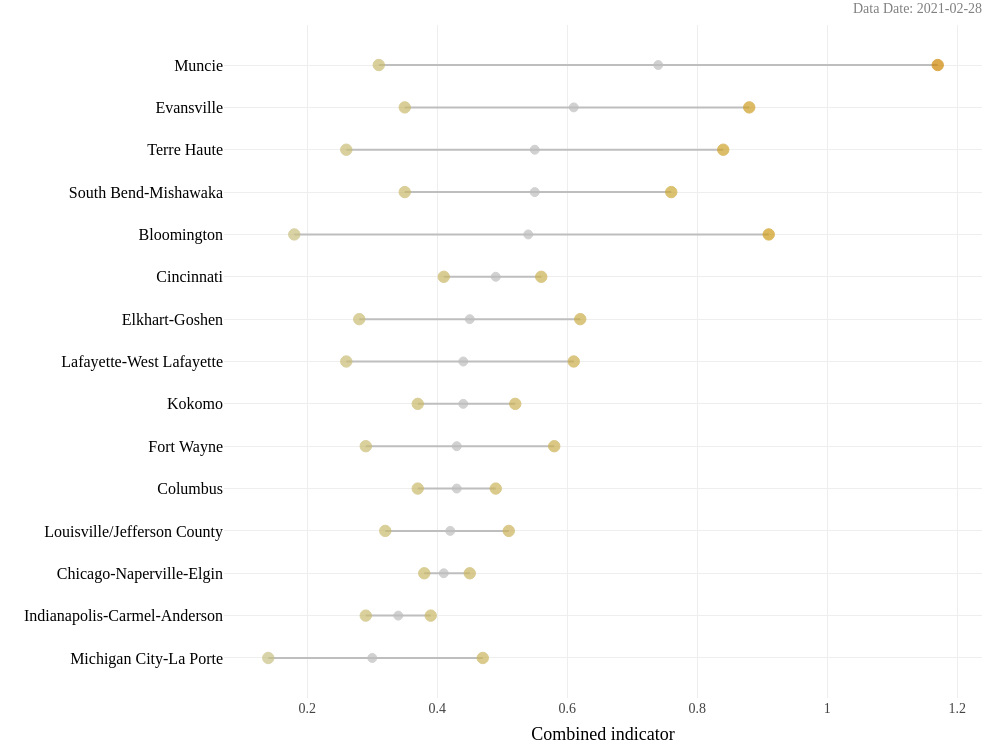 Data Date: 2021-02-28
Muncie
Evansville
Terre Haute
South Bend-Mishawaka
Bloomington
Cincinnati
Elkhart-Goshen
Lafayette-West Lafayette
Kokomo
Fort Wayne
Columbus
Louisville/Jefferson County
Chicago-Naperville-Elgin
Indianapolis-Carmel-Anderson
Michigan City-La Porte
0.2 0.4 0.6 0.8 1 1.2
Combined indicator